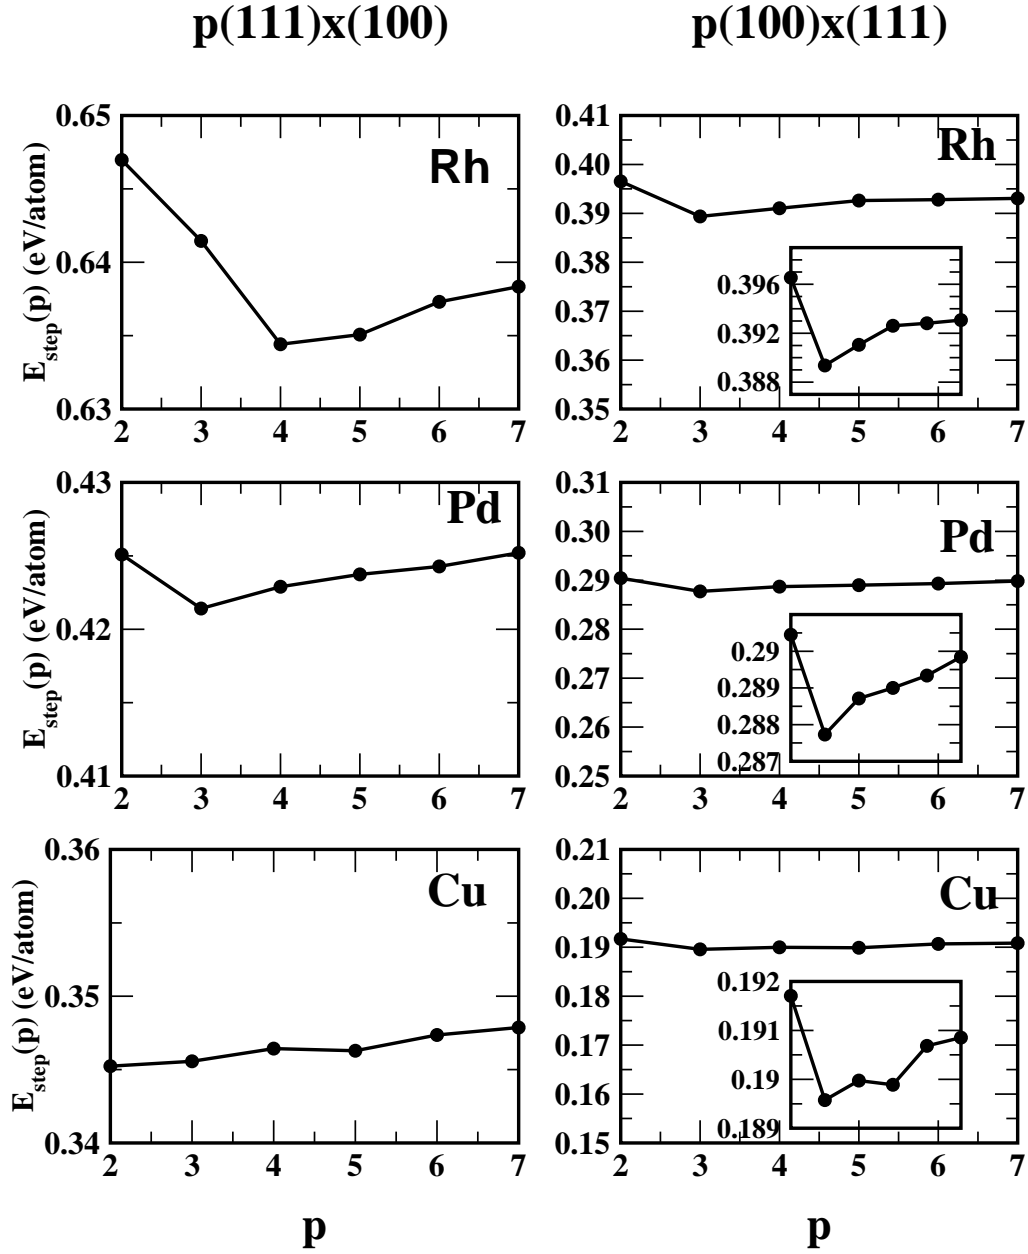 p(111)x(100)
p(100)x(111)
0.65
0.64
0.63
E_step(p) (eV/atom)
Rh
2 3 4 5 6 7
0.41
0.40
0.39
0.38
0.37
0.36
0.35
Rh
0.396
0.392
0.388
2 3 4 5 6 7
0.43
0.42
0.41
E_step(p) (eV/atom)
Pd
2 3 4 5 6 7
0.31
0.30
0.29
0.28
0.27
0.26
0.25
Pd
0.29
0.289
0.288
0.287
2 3 4 5 6 7
0.36
0.35
0.34
E_step(p) (eV/atom)
Cu
2 3 4 5 6 7
p
0.21
0.20
0.19
0.18
0.17
0.16
0.15
Cu
0.192
0.191
0.19
0.189
2 3 4 5 6 7
p